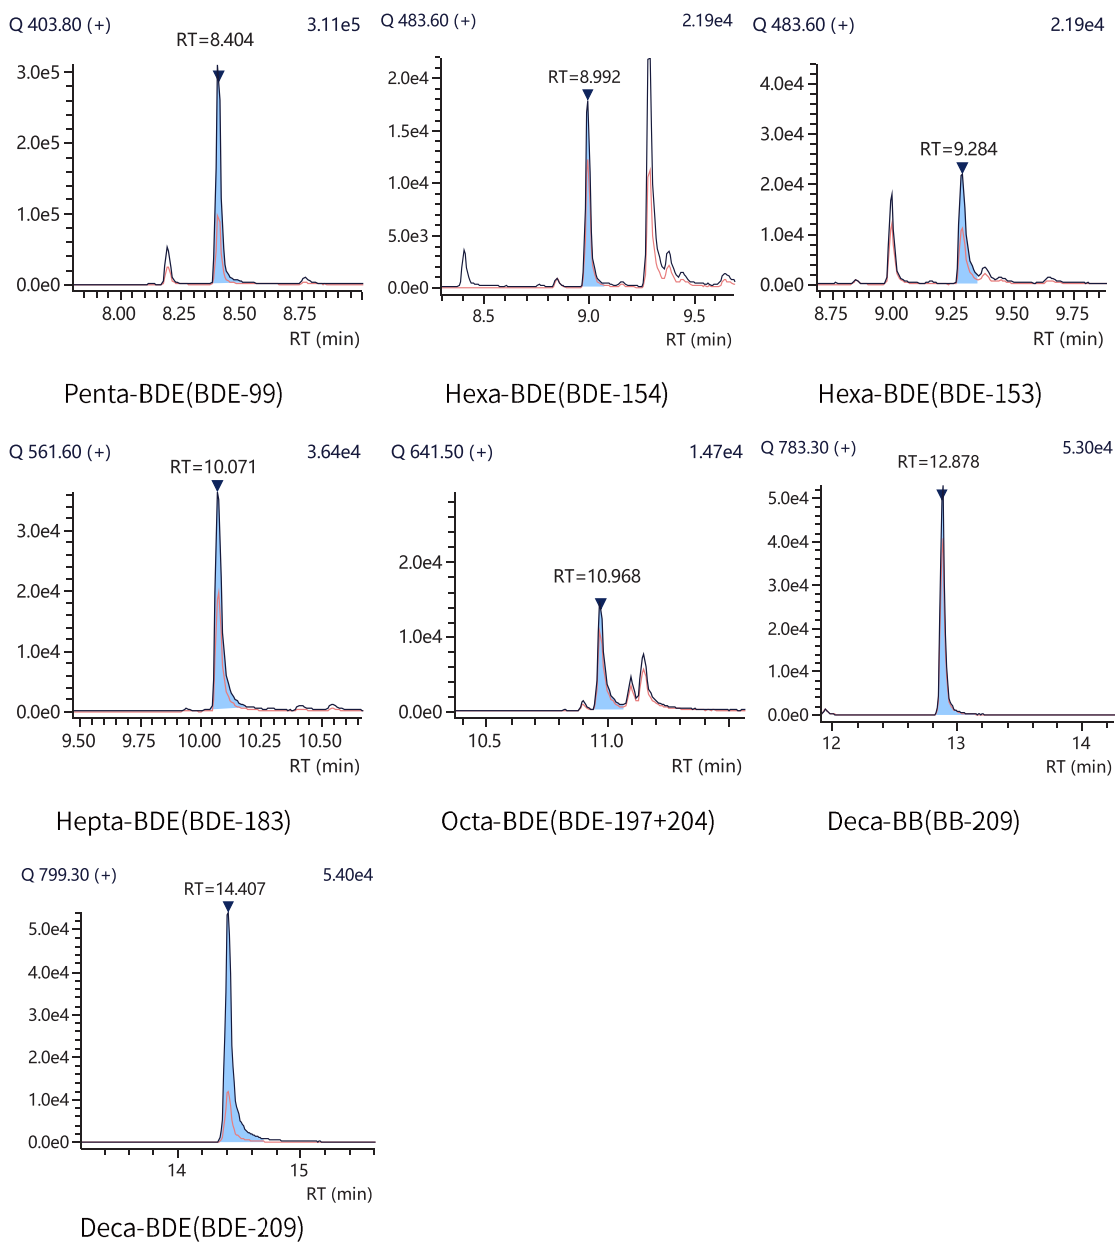 Q 403.80 (+) 3.11e5
RT=8.404
3.0e5
2.0e5
1.0e5
0.0e0
8.00 8.25 8.50 8.75
RT (min)
Penta-BDE(BDE-99)
Q 483.60 (+) 2.19e4
RT=8.992
2.0e4
1.5e4
1.0e4
5.0e3
0.0e0
8.5 9.0 9.5
RT (min)
Hexa-BDE(BDE-154)
Q 483.60 (+) 2.19e4
RT=9.284
4.0e4
3.0e4
2.0e4
1.0e4
0.0e0
8.75 9.00 9.25 9.50 9.75
RT (min)
Hexa-BDE(BDE-153)
Q 561.60 (+) 3.64e4
RT=10.071
3.0e4
2.0e4
1.0e4
0.0e0
9.50 9.75 10.00 10.25 10.50
RT (min)
Hepta-BDE(BDE-183)
Q 641.50 (+) 1.47e4
RT=10.968
2.0e4
1.0e4
0.0e0
10.5 11.0
RT (min)
Octa-BDE(BDE-197+204)
Q 783.30 (+) 5.30e4
RT=12.878
5.0e4
4.0e4
3.0e4
2.0e4
1.0e4
0.0e0
12 13 14
RT (min)
Deca-BB(BB-209)
Q 799.30 (+) 5.40e4
RT=14.407
5.0e4
4.0e4
3.0e4
2.0e4
1.0e4
0.0e0
14 15
RT (min)
Deca-BDE(BDE-209)